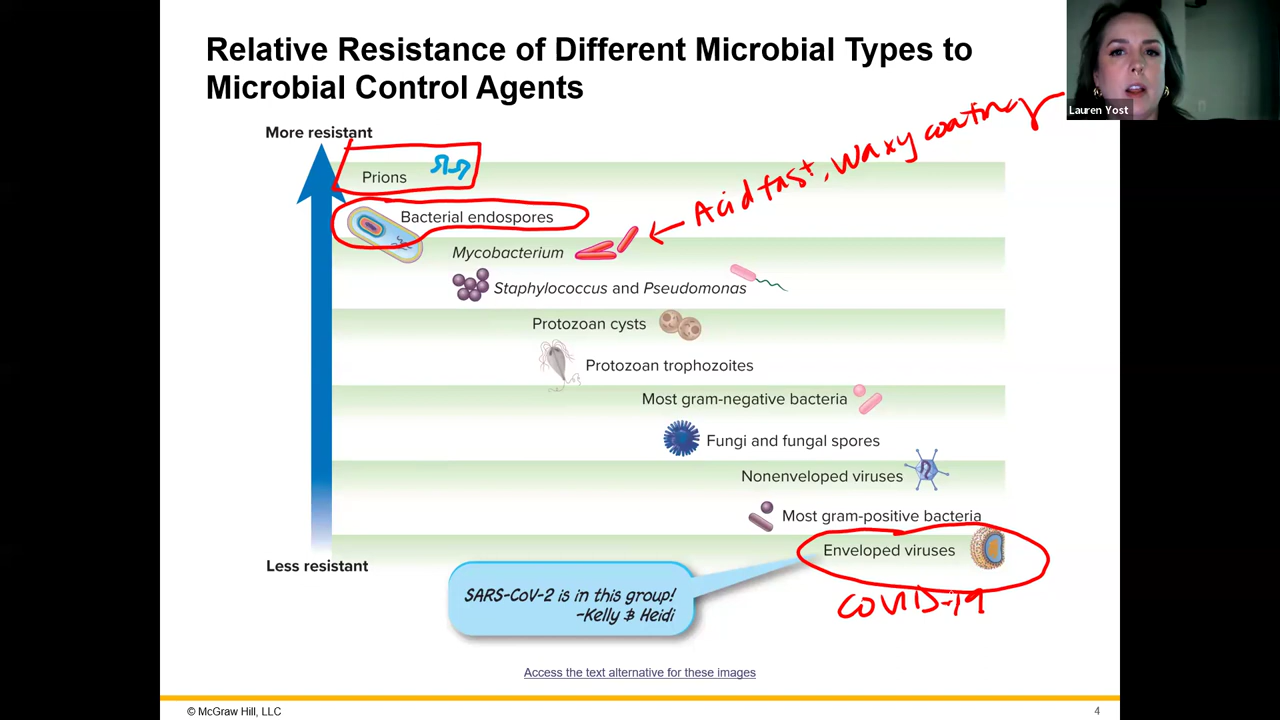 Relative Resistance of Different Microbial Types to
Microbial Control Agents
Lauren Yost
More resistant
Acid fast, Waxy coating
Prions
Bacterial endospores
Mycobacterium
Staphylococcus and Pseudomonas
Protozoan cysts
Protozoan trophozoites
Most gram-negative bacteria
Fungi and fungal spores
Nonenveloped viruses
Most gram-positive bacteria
Enveloped viruses
Less resistant
SARS-CoV-2 is in this group!
–Kelly & Heidi
COVID-19
Access the text alternative for these images
© McGraw Hill, LLC
4